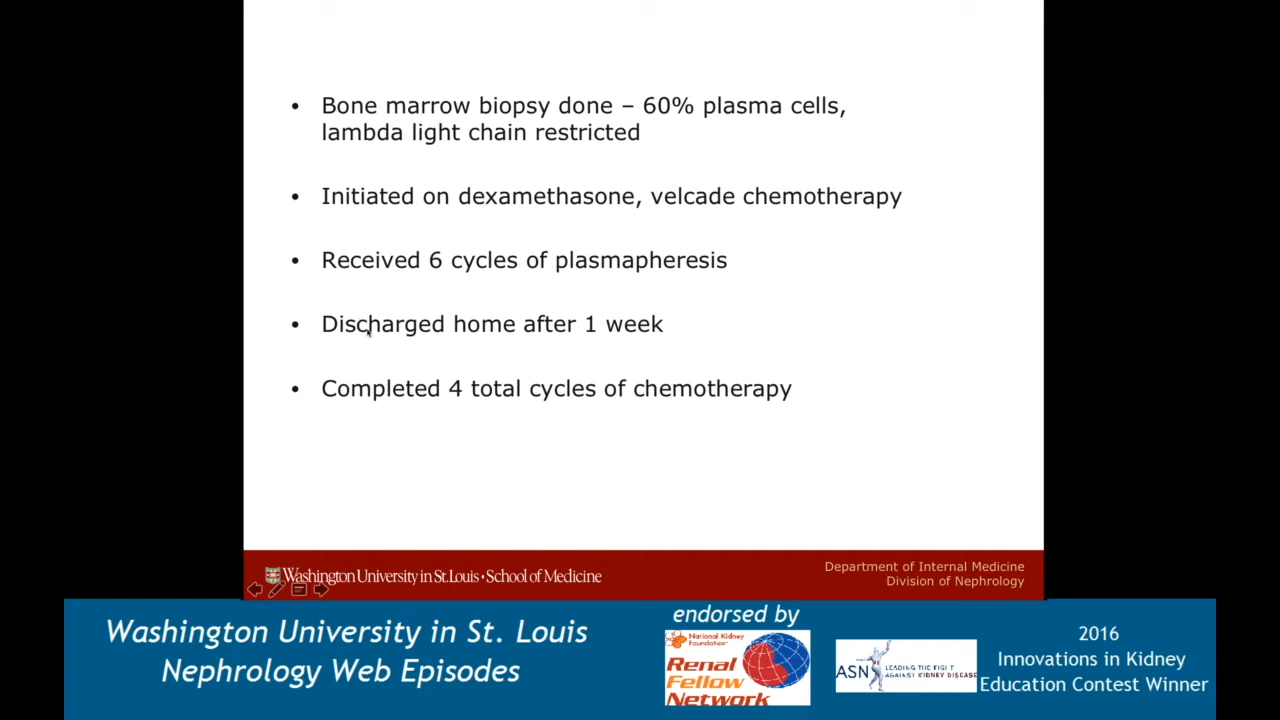 • Bone marrow biopsy done – 60% plasma cells,
lambda light chain restricted
• Initiated on dexamethasone, velcade chemotherapy
• Received 6 cycles of plasmapheresis
• Discharged home after 1 week
• Completed 4 total cycles of chemotherapy
Washington University in St. Louis • School of Medicine
Department of Internal Medicine
Division of Nephrology
Washington University in St. Louis
Nephrology Web Episodes
endorsed by
National Kidney
Foundation
Renal
Fellow
Network
ASN
LEADING THE FIGHT
AGAINST KIDNEY DISEASE
2016
Innovations in Kidney
Education Contest Winner